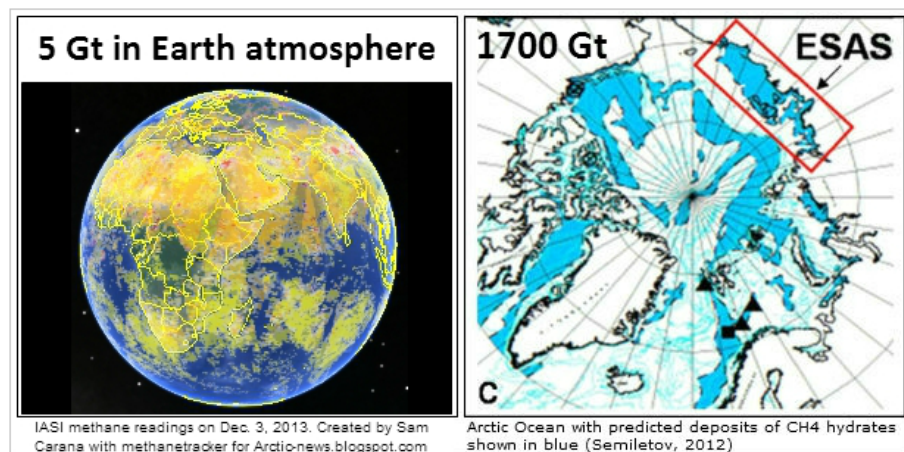 5 Gt in Earth atmosphere
1700 Gt
ESAS
C
IASI methane readings on Dec. 3, 2013. Created by Sam
Carana with methanetracker for Arctic-news.blogspot.com
Arctic Ocean with predicted deposits of CH4 hydrates
shown in blue (Semiletov, 2012)